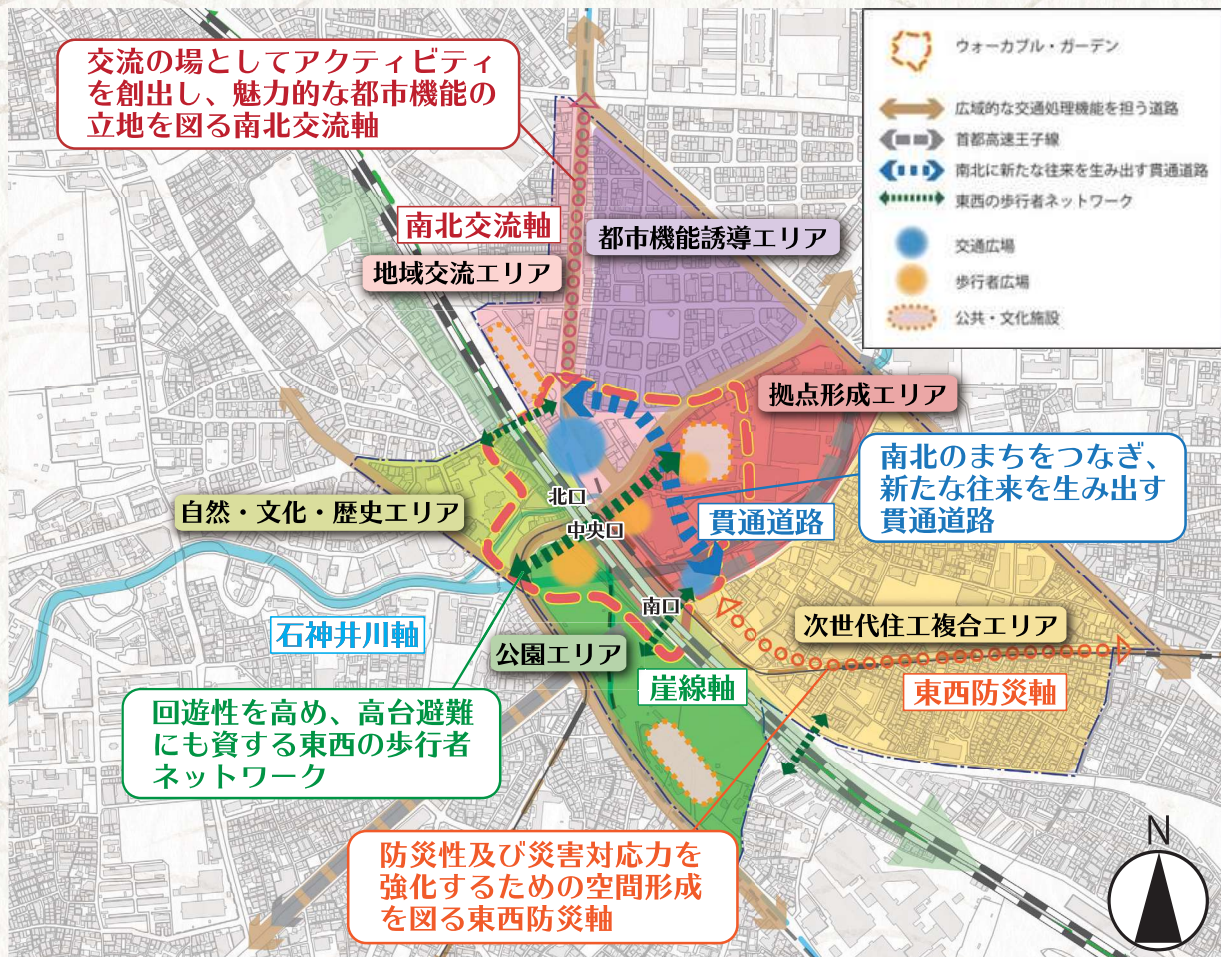 交流の場としてアクティビティ
を創出し、魅力的な都市機能の
立地を図る南北交流軸
ウォーカブル・ガーデン
広域的な交通処理機能を担う道路
首都高速王子線
南北に新たな往来を生み出す貫通道路
東西の歩行者ネットワーク
交通広場
歩行者広場
公共・文化施設
南北交流軸
都市機能誘導エリア
地域交流エリア
拠点形成エリア
南北のまちをつなぎ、
新たな往来を生み出す
貫通道路
自然・文化・歴史エリア
北口
中央口
貫通道路
南口
石神井川軸
公園エリア
次世代住工複合エリア
崖線軸
東西防災軸
回遊性を高め、高台避難
にも資する東西の歩行者
ネットワーク
防災性及び災害対応力を
強化するための空間形成
を図る東西防災軸
N